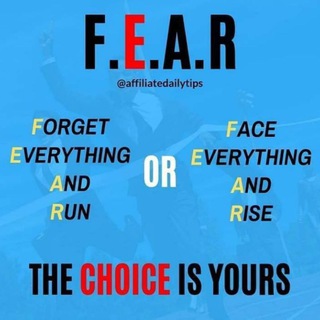 F.E.A.R
@affiliatedailytips
FORGET
EVERYTHING
AND
RUN
OR
FACE
EVERYTHING
AND
RISE
THE CHOICE IS YOURS